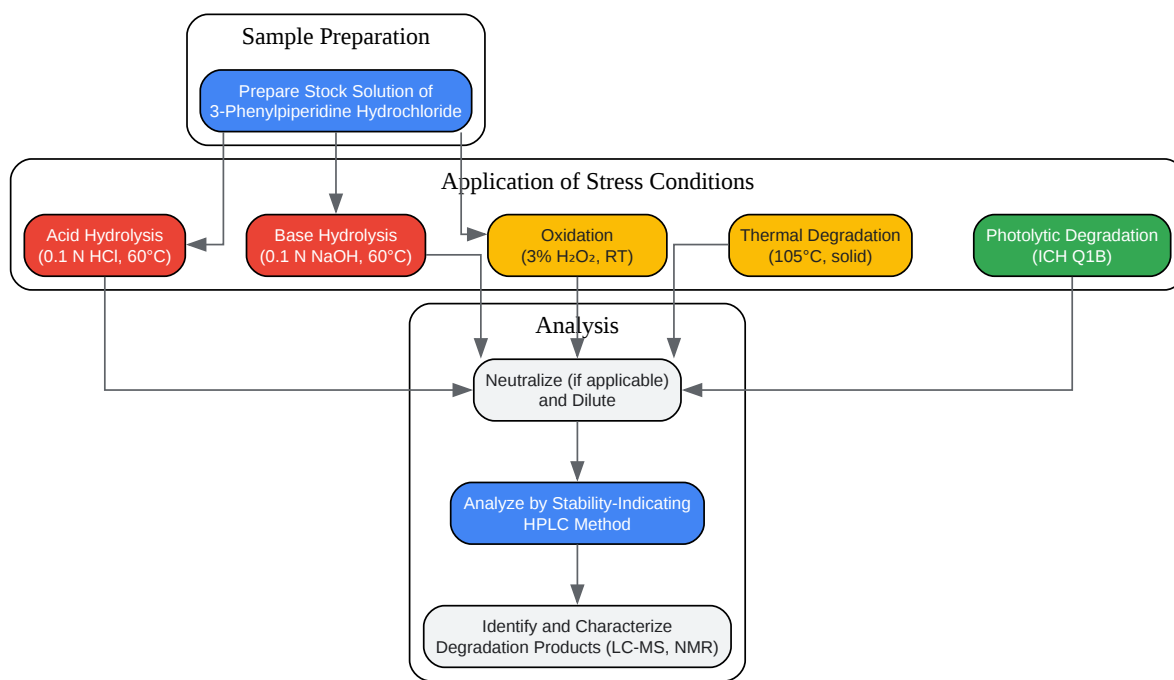 Sample Preparation
Prepare Stock Solution of
3-Phenylpiperidine Hydrochloride
Application of Stress Conditions
Acid Hydrolysis
(0.1 N HCl, 60°C)
Base Hydrolysis
(0.1 N NaOH, 60°C)
Oxidation
(3% H₂O₂, RT)
Thermal Degradation
(105°C, solid)
Photolytic Degradation
(ICH Q1B)
Analysis
Neutralize (if applicable)
and Dilute
Analyze by Stability-Indicating
HPLC Method
Identify and Characterize
Degradation Products (LC-MS, NMR)